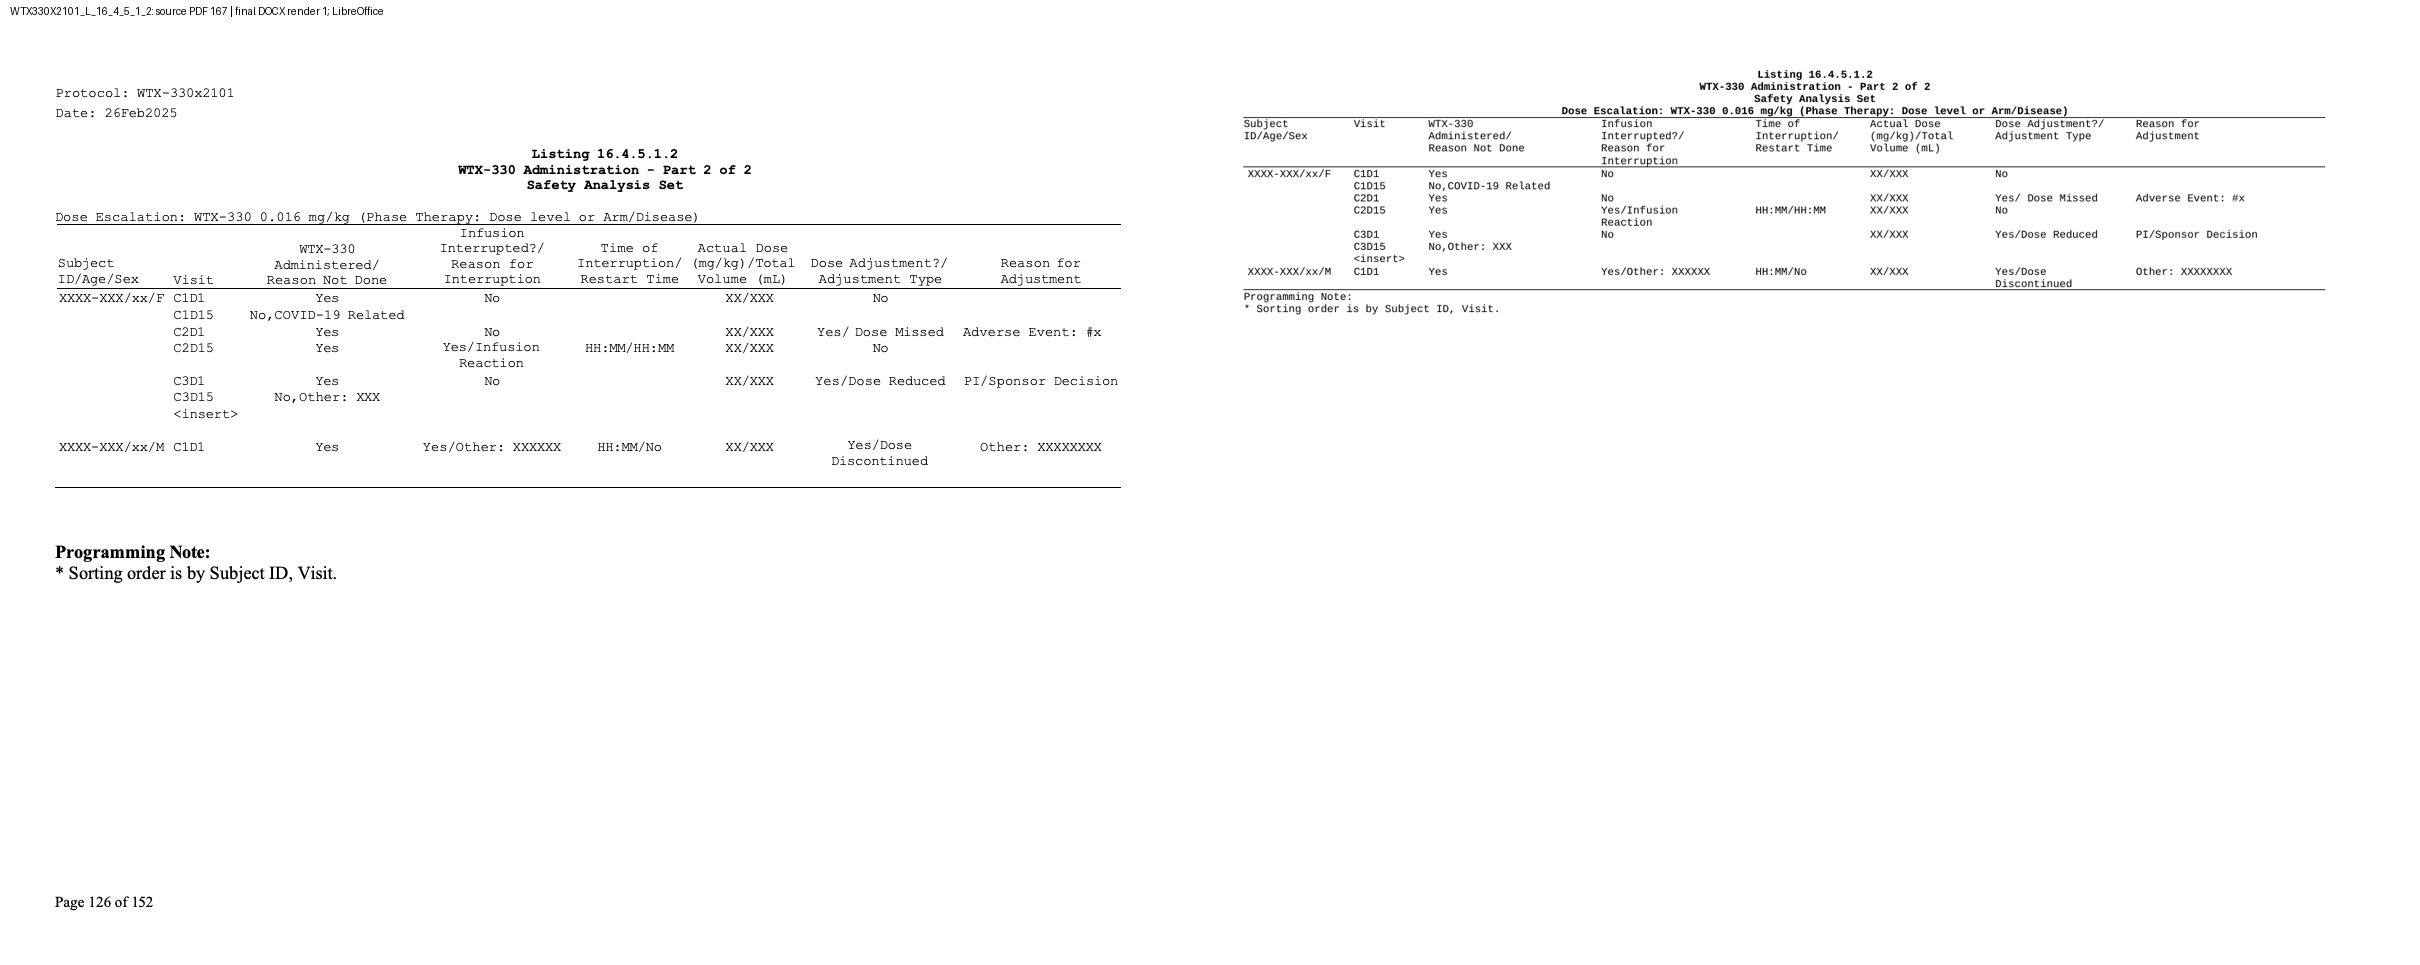 WTX330X2101_L_16_4_5_1_2: source PDF 167 | final DOCX render 1; LibreOffice
Protocol: WTX-330x2101
Date: 26Feb2025
Listing 16.4.5.1.2
WTX-330 Administration - Part 2 of 2
Safety Analysis Set
Dose Escalation: WTX-330 0.016 mg/kg (Phase Therapy: Dose level or Arm/Disease)
Infusion
WTX-330 Interrupted?/ Time of Actual Dose
Subject Administered/ Reason for Interruption/ (mg/kg)/Total Dose Adjustment?/ Reason for
ID/Age/Sex Visit Reason Not Done Interruption Restart Time Volume (mL) Adjustment Type Adjustment
XXXX-XXX/xx/F C1D1 Yes No XX/XXX No
C1D15 No,COVID-19 Related
C2D1 Yes No XX/XXX Yes/ Dose Missed Adverse Event: #x
C2D15 Yes Yes/Infusion HH:MM/HH:MM XX/XXX No
Reaction
C3D1 Yes No XX/XXX Yes/Dose Reduced PI/Sponsor Decision
C3D15 No,Other: XXX
<insert>
XXXX-XXX/xx/M C1D1 Yes Yes/Other: XXXXXX HH:MM/No XX/XXX Yes/Dose Other: XXXXXXXX
Discontinued
Programming Note:
* Sorting order is by Subject ID, Visit.
Page 126 of 152
Listing 16.4.5.1.2
WTX-330 Administration - Part 2 of 2
Safety Analysis Set
Dose Escalation: WTX-330 0.016 mg/kg (Phase Therapy: Dose level or Arm/Disease)
Subject Visit WTX-330 Infusion Time of Actual Dose Dose Adjustment?/ Reason for
ID/Age/Sex Administered/ Interrupted?/ Interruption/ (mg/kg)/Total Adjustment Type Adjustment
Reason Not Done Reason for Restart Time Volume (mL)
Interruption
XXXX-XXX/xx/F C1D1 Yes No XX/XXX No
C1D15 No,COVID-19 Related
C2D1 Yes No XX/XXX Yes/ Dose Missed Adverse Event: #x
C2D15 Yes Yes/Infusion HH:MM/HH:MM XX/XXX No
Reaction
C3D1 Yes No XX/XXX Yes/Dose Reduced PI/Sponsor Decision
C3D15 No,Other: XXX
<insert>
XXXX-XXX/xx/M C1D1 Yes Yes/Other: XXXXXX HH:MM/No XX/XXX Yes/Dose Other: XXXXXXXX
Discontinued
Programming Note:
* Sorting order is by Subject ID, Visit.